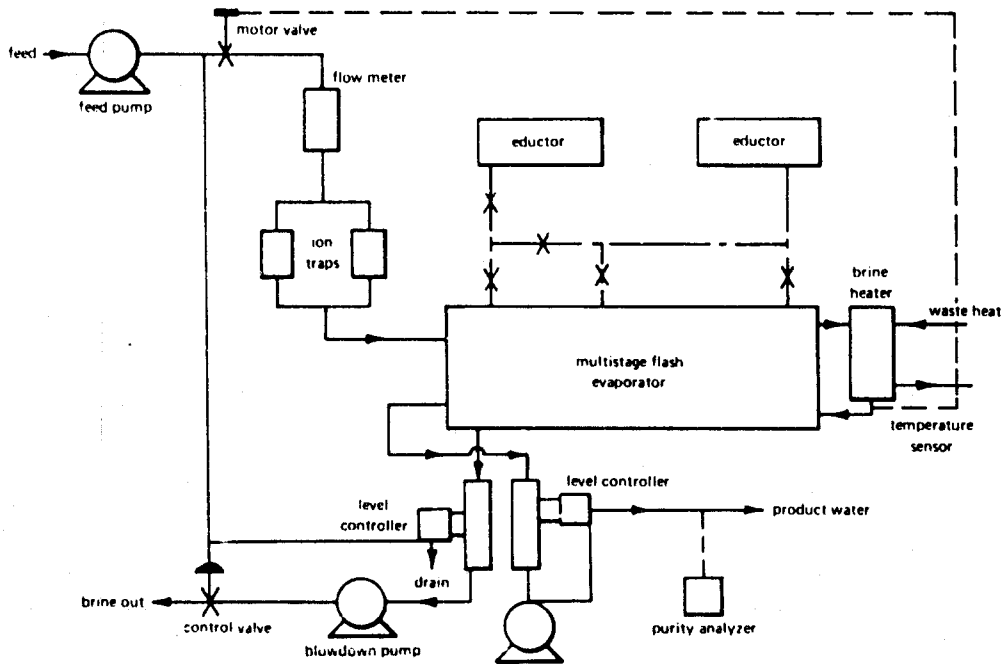 motor valve
feed
feed pump
flow meter
eductor
eductor
ion
traps
brine
heater
waste heat
multistage flash
evaporator
temperature
sensor
level controller
level
controller
product water
drain
brine out
control valve
blowdown pump
purity analyzer